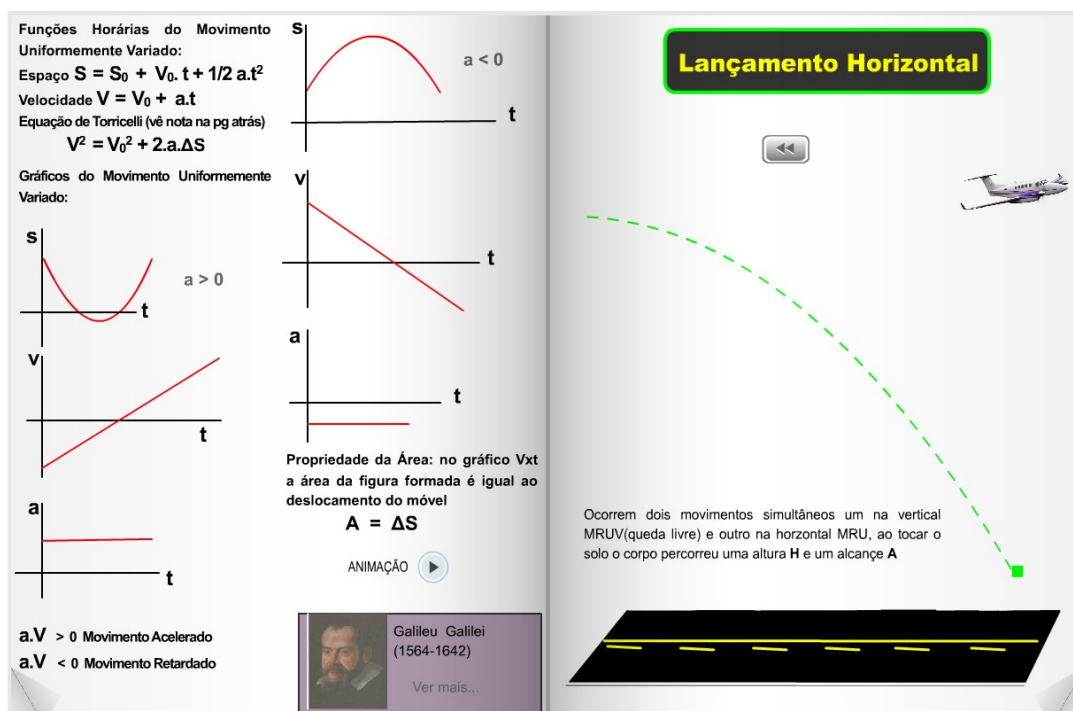 Funções Horárias do Movimento
Uniformemente Variado:
Espaço S = S₀ + V₀. t + 1/2 a.t²
Velocidade V = V₀ + a.t
Equação de Torricelli (vê nota na pg atrás)
V² = V₀² + 2.a.ΔS
Gráficos do Movimento Uniformemente
Variado:
s
a > 0
t
v
t
a
t
a.V > 0 Movimento Acelerado
a.V < 0 Movimento Retardado
s
a < 0
t
v
t
a
t
Propriedade da Área: no gráfico Vxt
a área da figura formada é igual ao
deslocamento do móvel
A = ΔS
ANIMAÇÃO
Galileu Galilei
(1564-1642)
Ver mais...
Lançamento Horizontal
Ocorrem dois movimentos simultâneos um na vertical
MRUV(queda livre) e outro na horzontal MRU, ao tocar o
solo o corpo percorreu uma altura H e um alcançe A